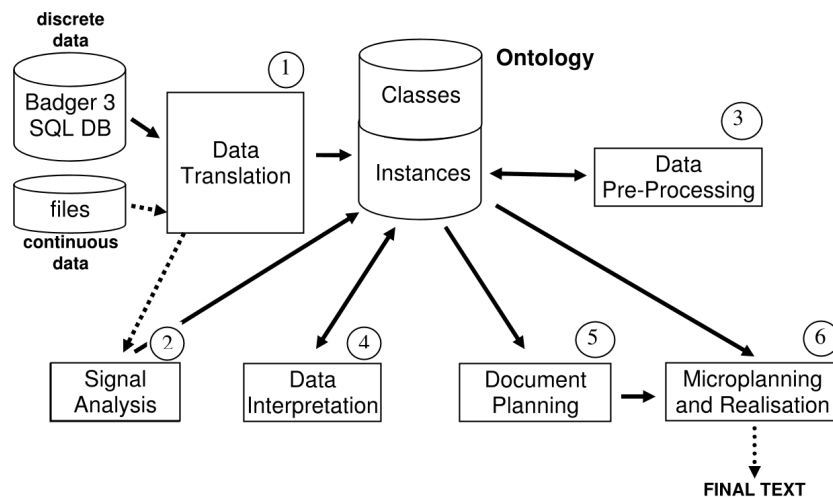 discrete
data
Badger 3
SQL DB
files
continuous
data
1
Data
Translation
Ontology
Classes
Instances
3
Data
Pre-Processing
2
Signal
Analysis
4
Data
Interpretation
5
Document
Planning
6
Microplanning
and Realisation
FINAL TEXT